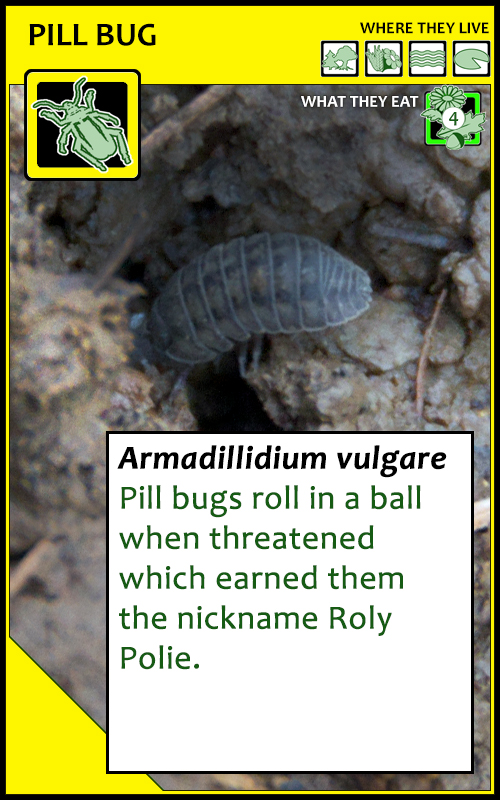 PILL BUG
WHERE THEY LIVE
WHAT THEY EAT
4
Armadillidium vulgare
Pill bugs roll in a ball
when threatened
which earned them
the nickname Roly
Polie.